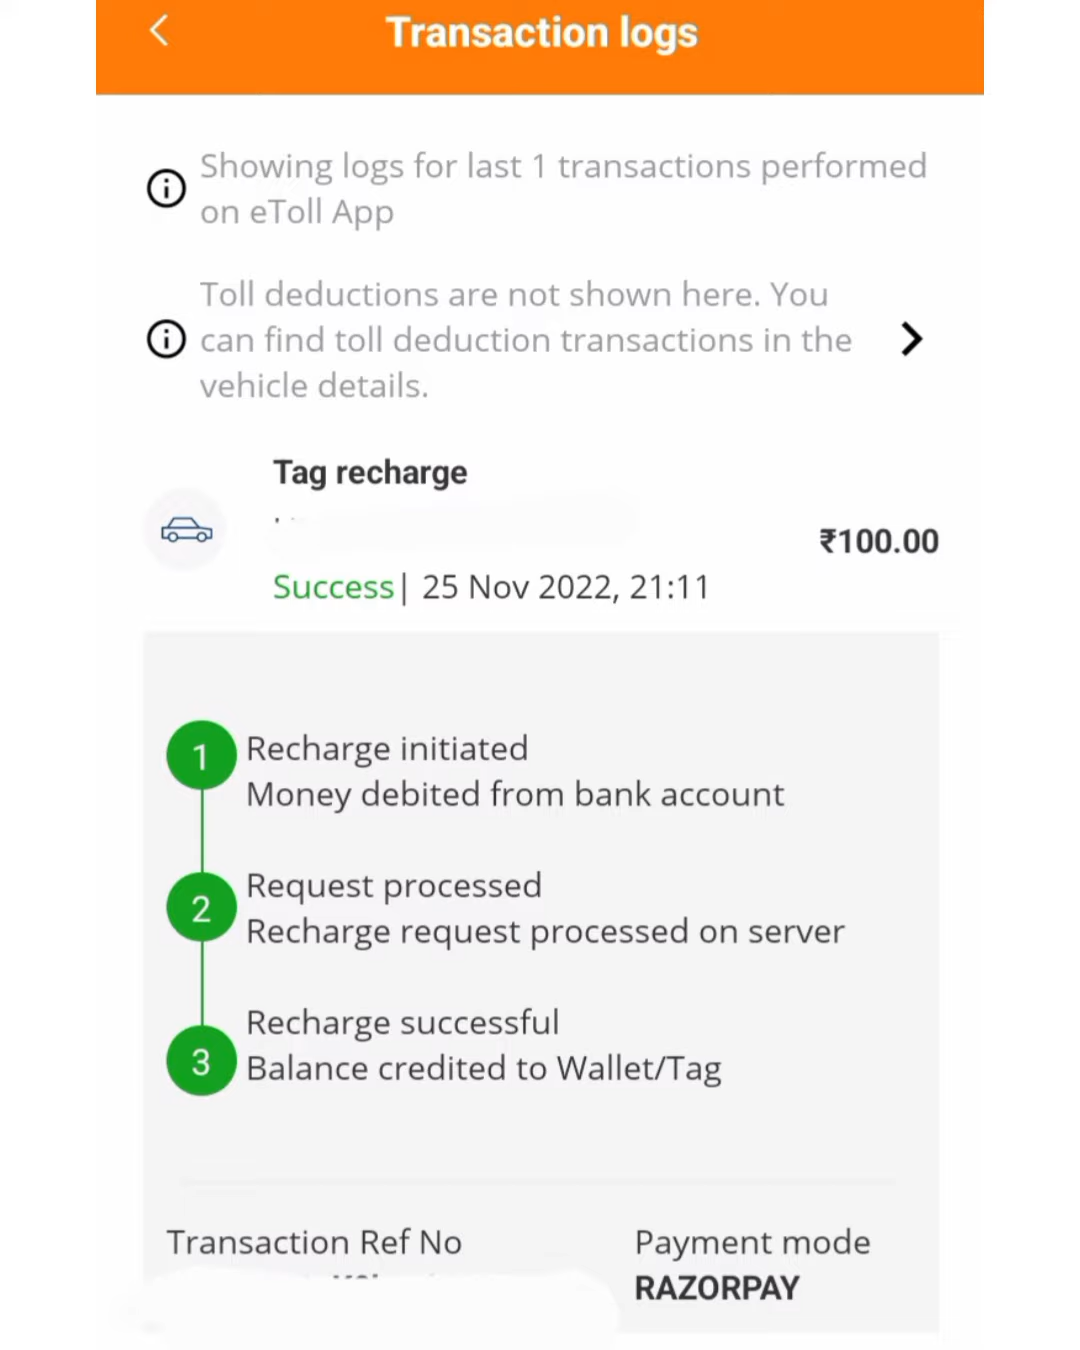 Transaction logs
Showing logs for last 1 transactions performed
on eToll App
Toll deductions are not shown here. You
can find toll deduction transactions in the
vehicle details.
Tag recharge
₹100.00
Success| 25 Nov 2022, 21:11
1
Recharge initiated
Money debited from bank account
2
Request processed
Recharge request processed on server
3
Recharge successful
Balance credited to Wallet/Tag
Transaction Ref No
Payment mode
RAZORPAY